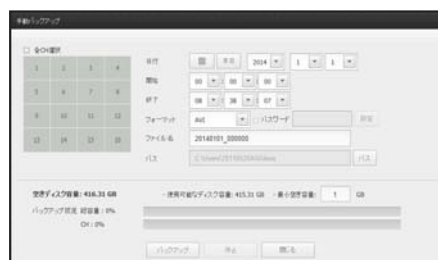 手動バックアップ
全CH選択
1 2 3 4
5 6 7 8
9 10 11 12
13 14 15 16
日付 本日 2014 1 1
開始 00 : 00 : 00
終了 08 : 38 : 07
フォーマット AVI パスワード
ファイル名 20140101_000000
パス パス
空きディスク容量: 416.31 GB ・使用可能なディスク容量: 415.31 GB ・最小空き容量: 1 GB
バックアップ状況 総容量: 0%
CH: 0%
バックアップ 停止 閉じる